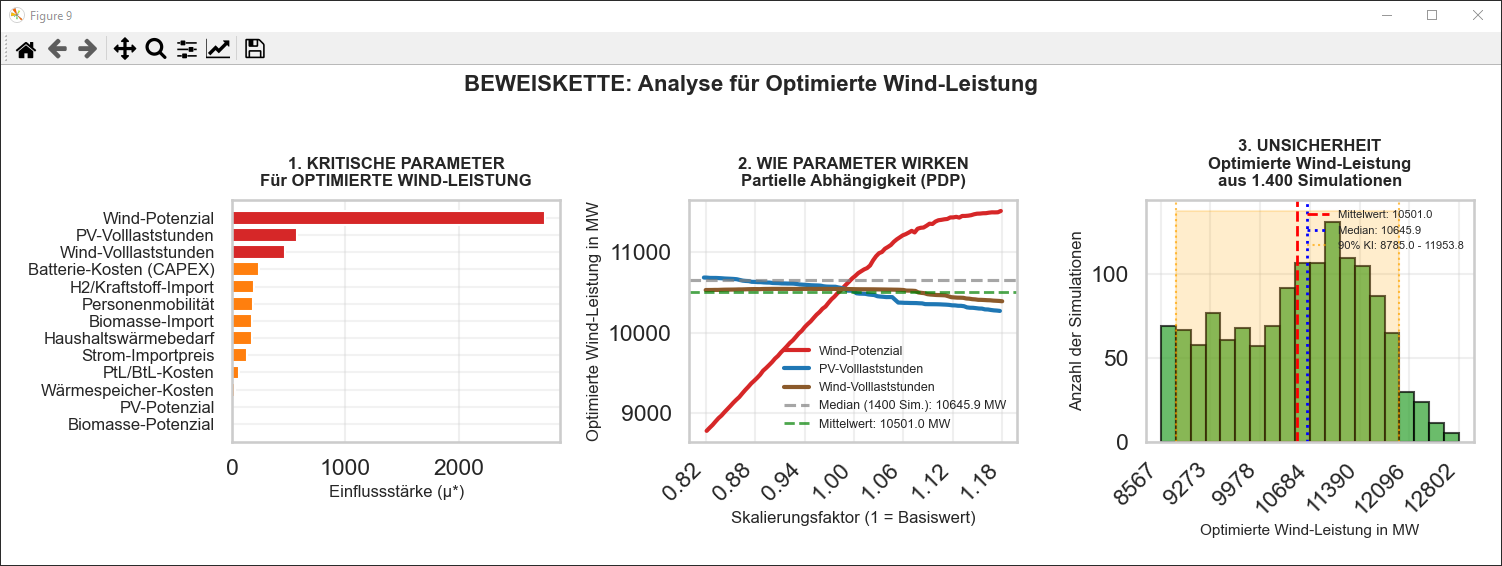 Figure 9
BEWEISKETTE: Analyse für Optimierte Wind-Leistung
1. KRITISCHE PARAMETER
Für OPTIMIERTE WIND-LEISTUNG
Wind-Potenzial
PV-Volllaststunden
Wind-Volllaststunden
Batterie-Kosten (CAPEX)
H2/Kraftstoff-Import
Personenmobilität
Biomasse-Import
Haushaltswärmebedarf
Strom-Importpreis
PtL/BtL-Kosten
Wärmespeicher-Kosten
PV-Potenzial
Biomasse-Potenzial
0 1000 2000
Einflussstärke (μ*)
2. WIE PARAMETER WIRKEN
Partielle Abhängigkeit (PDP)
Optimierte Wind-Leistung in MW
11000
10000
9000
Wind-Potenzial
PV-Volllaststunden
Wind-Volllaststunden
Median (1400 Sim.): 10645.9 MW
Mittelwert: 10501.0 MW
0.82 0.88 0.94 1.00 1.06 1.12 1.18
Skalierungsfaktor (1 = Basiswert)
3. UNSICHERHEIT
Optimierte Wind-Leistung
aus 1.400 Simulationen
Anzahl der Simulationen
100
50
0
Mittelwert: 10501.0
Median: 10645.9
90% KI: 8785.0 - 11953.8
8567 9273 9978 10684 11390 12096 12802
Optimierte Wind-Leistung in MW